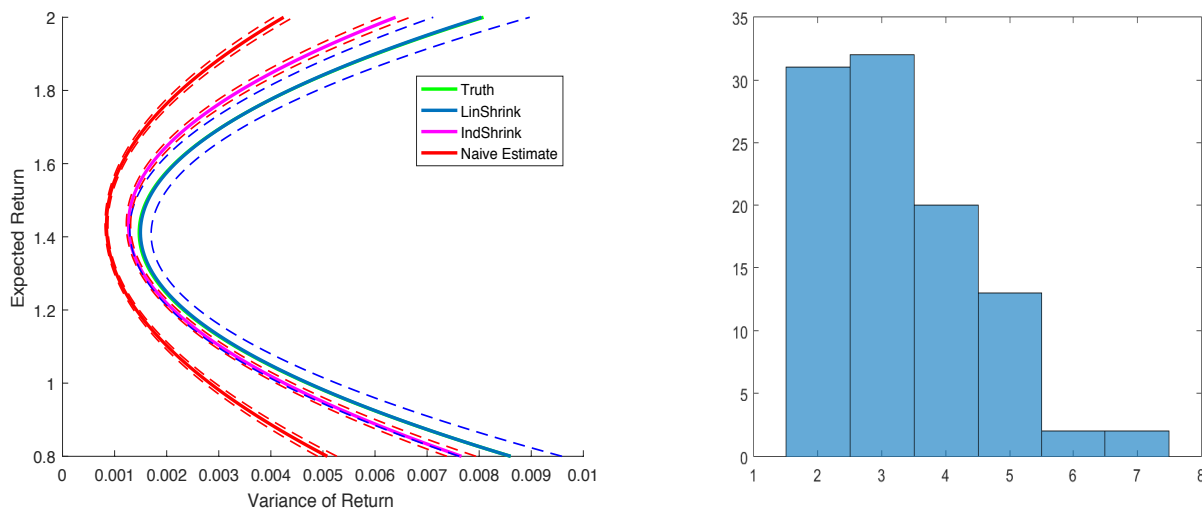 2
1.8
1.6
1.4
1.2
1
0.8
Expected Return
0 0.001 0.002 0.003 0.004 0.005 0.006 0.007 0.008 0.009 0.01
Variance of Return
Truth
LinShrink
IndShrink
Naive Estimate
35
30
25
20
15
10
5
0
1 2 3 4 5 6 7 8